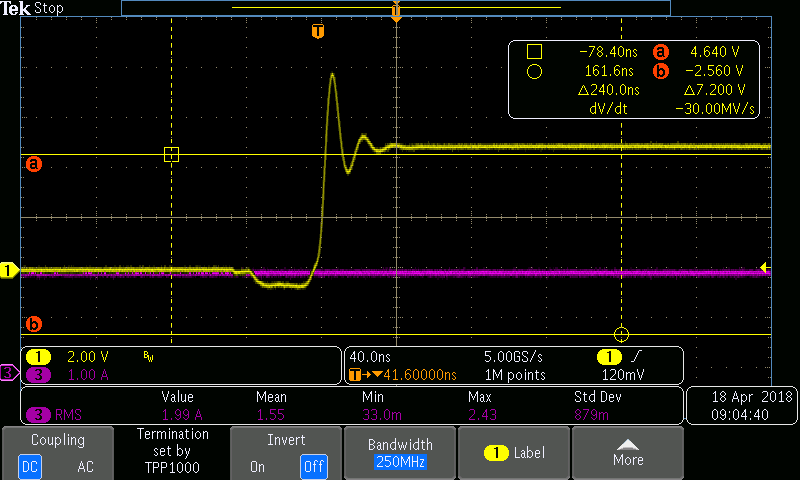 Tek Stop
T
T
−78.40ns a 4.640 V
161.6ns b −2.560 V
Δ240.0ns Δ7.200 V
dV/dt −30.00MV/s
a
1
b
3
1 2.00 V BW
3 1.00 A
40.0ns 5.00GS/s 1 120mV
T→▾41.60000ns 1M points
Value Mean Min Max Std Dev
3 RMS 1.99 A 1.55 33.0m 2.43 879m
18 Apr 2018
09:04:40
Coupling
DC AC
Termination
set by
TPP1000
Invert
On Off
Bandwidth
250MHz
1 Label
More